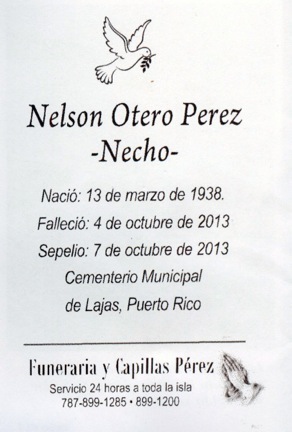 Nelson Otero Perez
-Necho-
Nació: 13 de marzo de 1938.
Falleció: 4 de octubre de 2013
Sepelio: 7 de octubre de 2013
Cementerio Municipal
de Lajas, Puerto Rico
Funeraria y Capillas Pérez
Servicio 24 horas a toda la isla
787-899-1285 • 899-1200